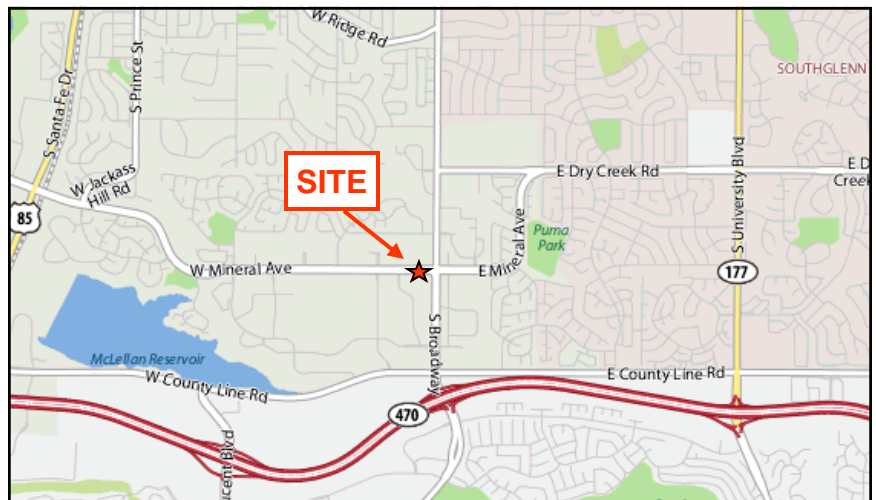 W Ridge Rd
S Prince St
S Santa Fe Dr
SOUTHGLENN
S University Blvd
SITE
W Jackass
Hill Rd
E Dry Creek Rd
E D
Creek
85
E Mineral Ave
Puma
Park
W Mineral Ave
177
S Broadway
McLellan Reservoir
W County Line Rd
E County Line Rd
470
ucent Blvd